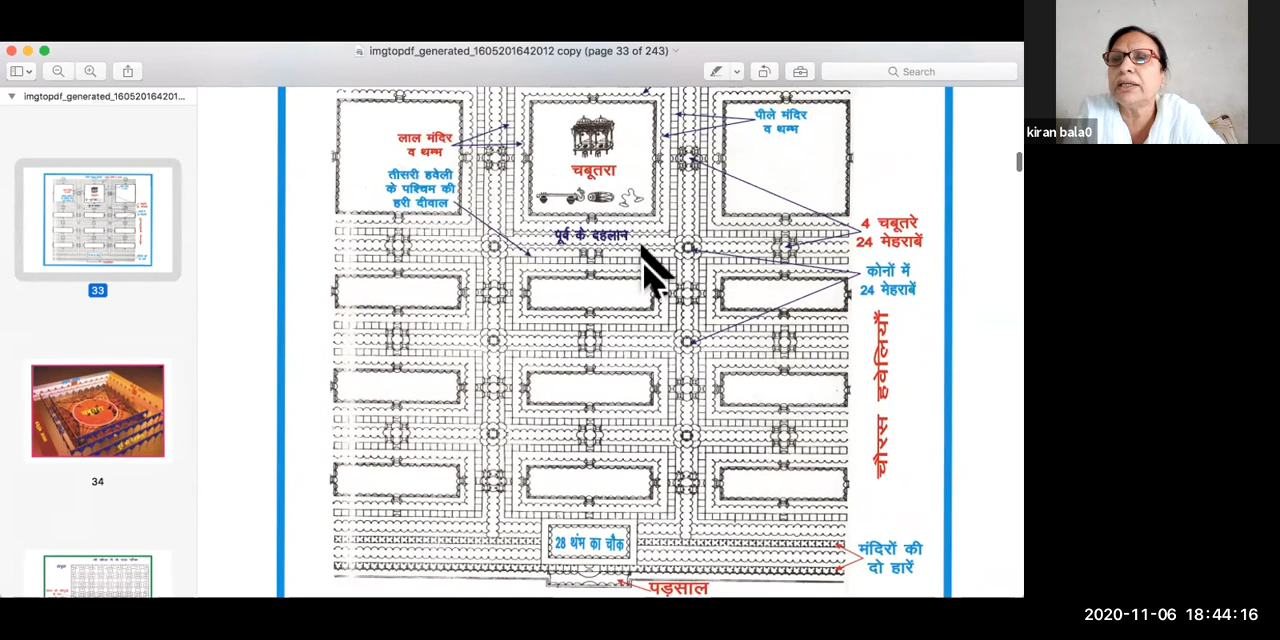 imgtopdf_generated_1605201642012 copy (page 33 of 243)
Search
imgtopdf_generated_160520164201...
33
34
लाल मंदिर
व थम्भ
तीसरी हवेली
के पश्चिम की
हरी दीवाल
चबूतरा
पूर्व के दहलान
पीले मंदिर
व थम्भ
4 चबूतरे
24 मेहराबें
कोनों में
24 मेहराबें
चौरस हवेलियाँ
28 थंभ का चौक
मंदिरों की
दो हारें
पड़साल
kiran bala0
2020-11-06 18:44:16